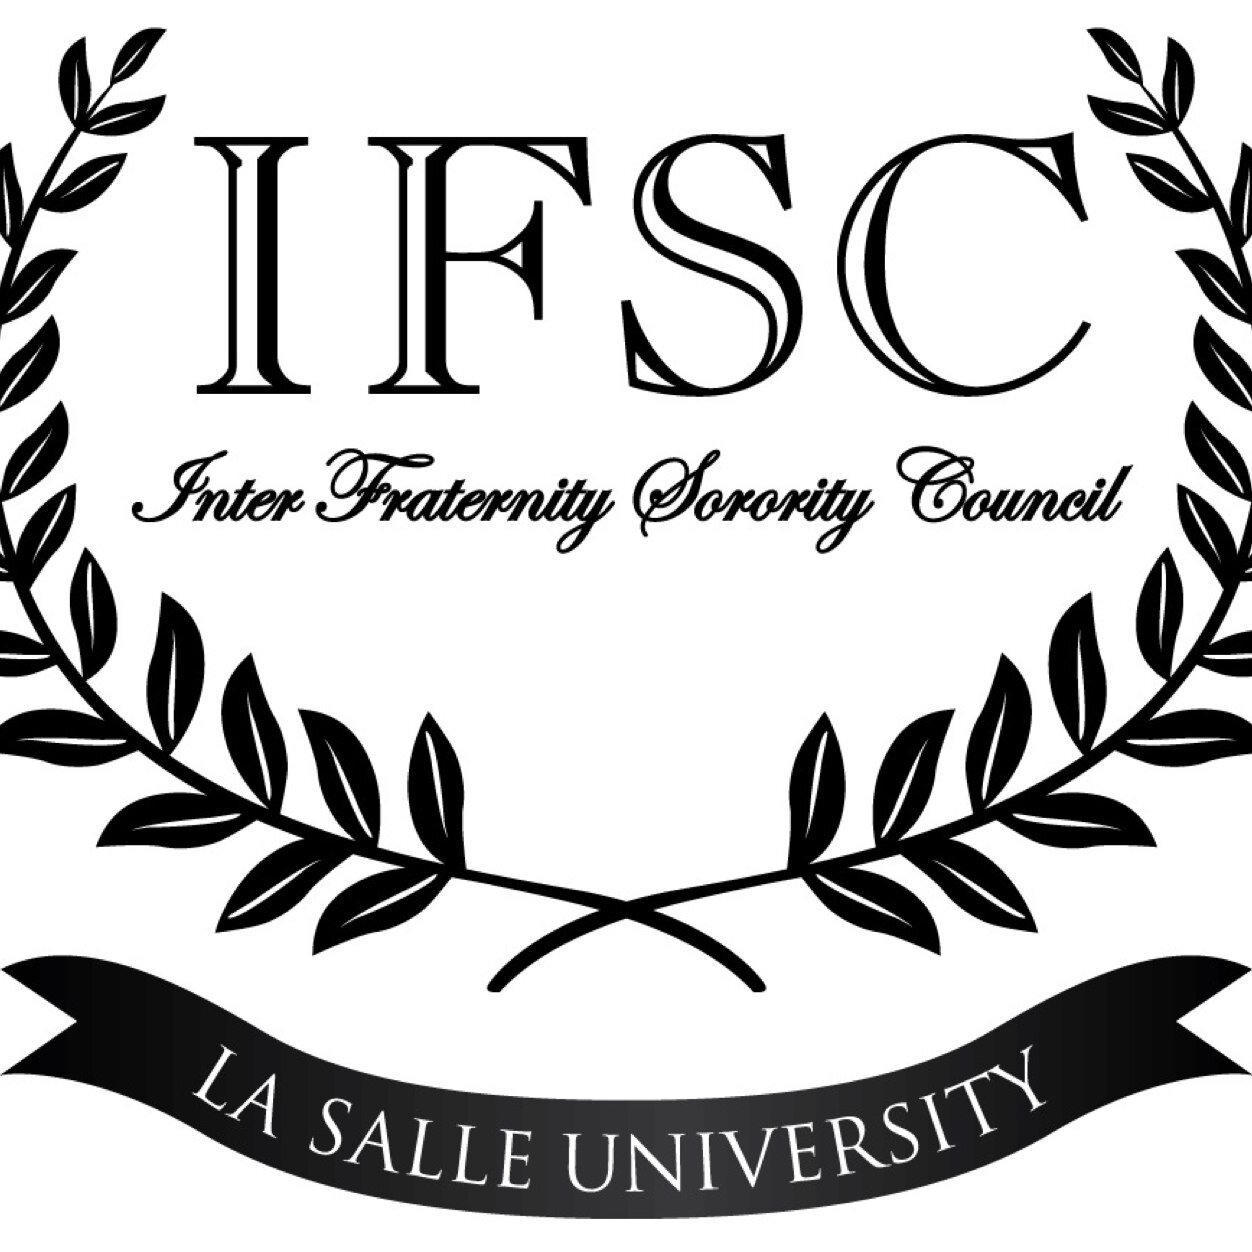 IFSC
Inter Fraternity Sorority Council
LA SALLE UNIVERSITY